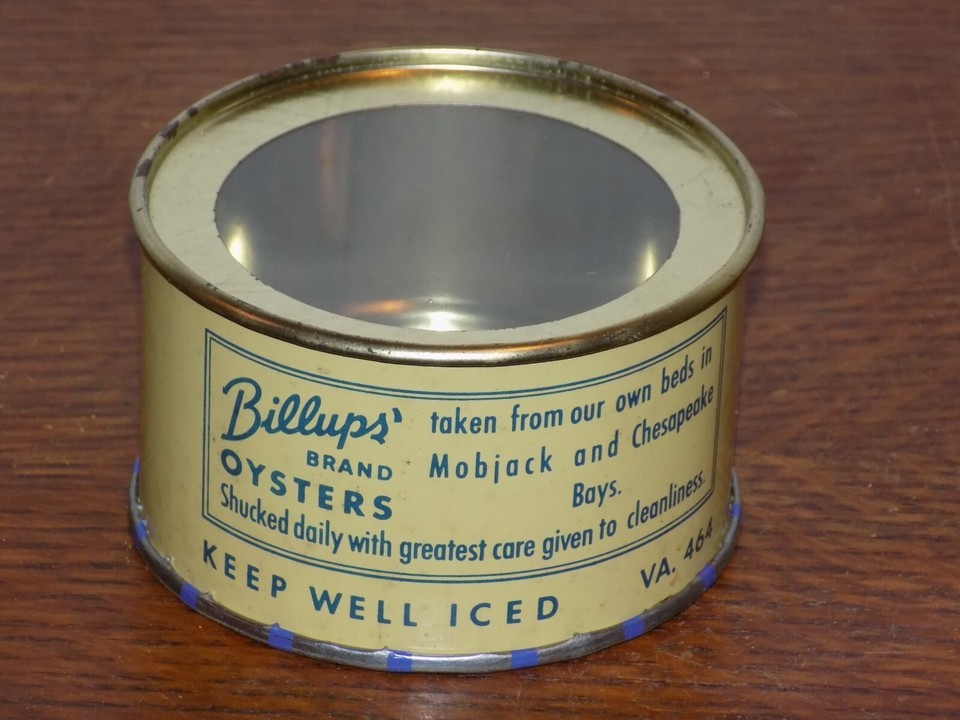 Billups' taken from our own beds in
BRAND Mobjack and Chesapeake
OYSTERS Bays.
Shucked daily with greatest care given to cleanliness.
KEEP WELL ICED VA. 464